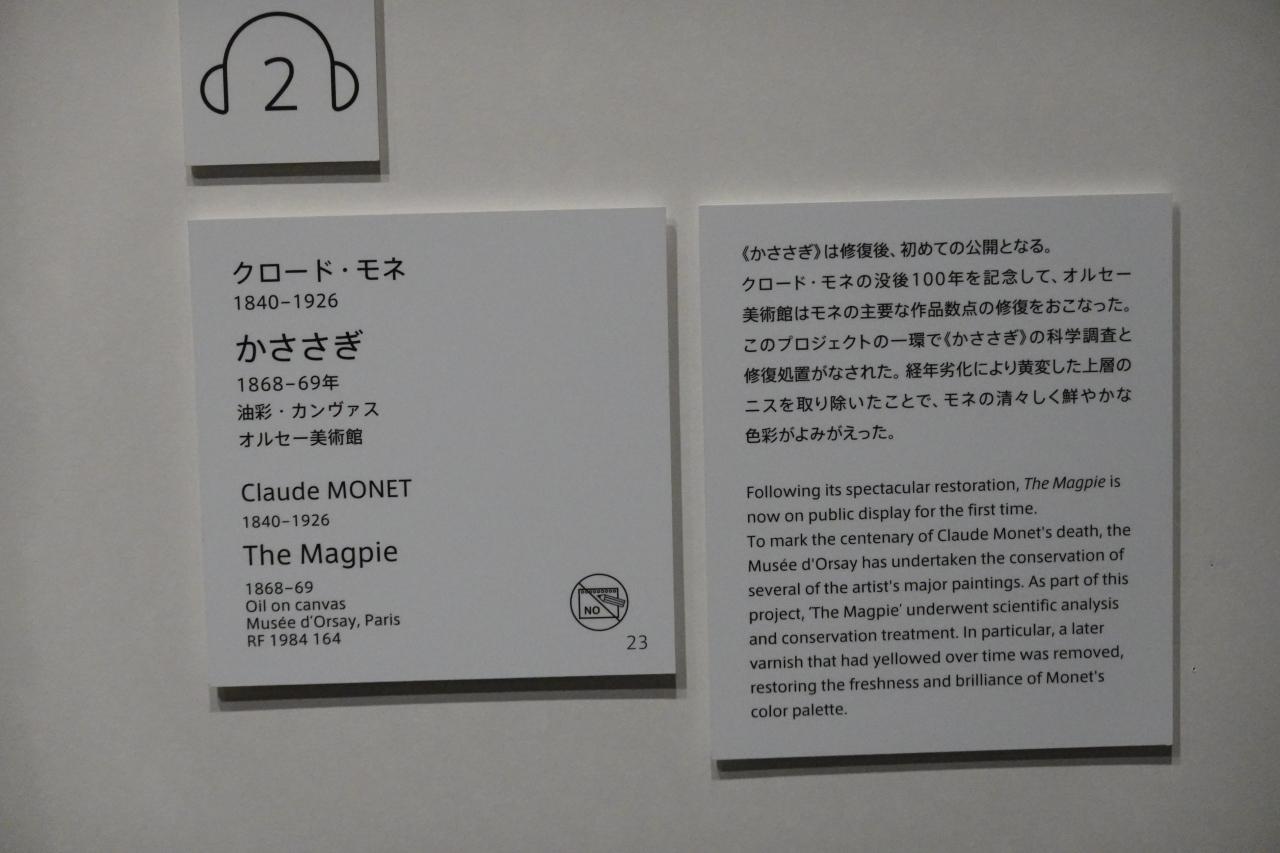 2
クロード・モネ
1840–1926
かささぎ
1868–69年
油彩・カンヴァス
オルセー美術館
Claude MONET
1840–1926
The Magpie
1868–69
Oil on canvas
Musée d'Orsay, Paris
RF 1984 164
NO
23
《かささぎ》は修復後、初めての公開となる。
クロード・モネの没後100年を記念して、オルセー
美術館はモネの主要な作品数点の修復をおこなった。
このプロジェクトの一環で《かささぎ》の科学調査と
修復処置がなされた。経年劣化により黄変した上層の
ニスを取り除いたことで、モネの清々しく鮮やかな
色彩がよみがえった。
Following its spectacular restoration, The Magpie is
now on public display for the first time.
To mark the centenary of Claude Monet's death, the
Musée d'Orsay has undertaken the conservation of
several of the artist's major paintings. As part of this
project, 'The Magpie' underwent scientific analysis
and conservation treatment. In particular, a later
varnish that had yellowed over time was removed,
restoring the freshness and brilliance of Monet's
color palette.